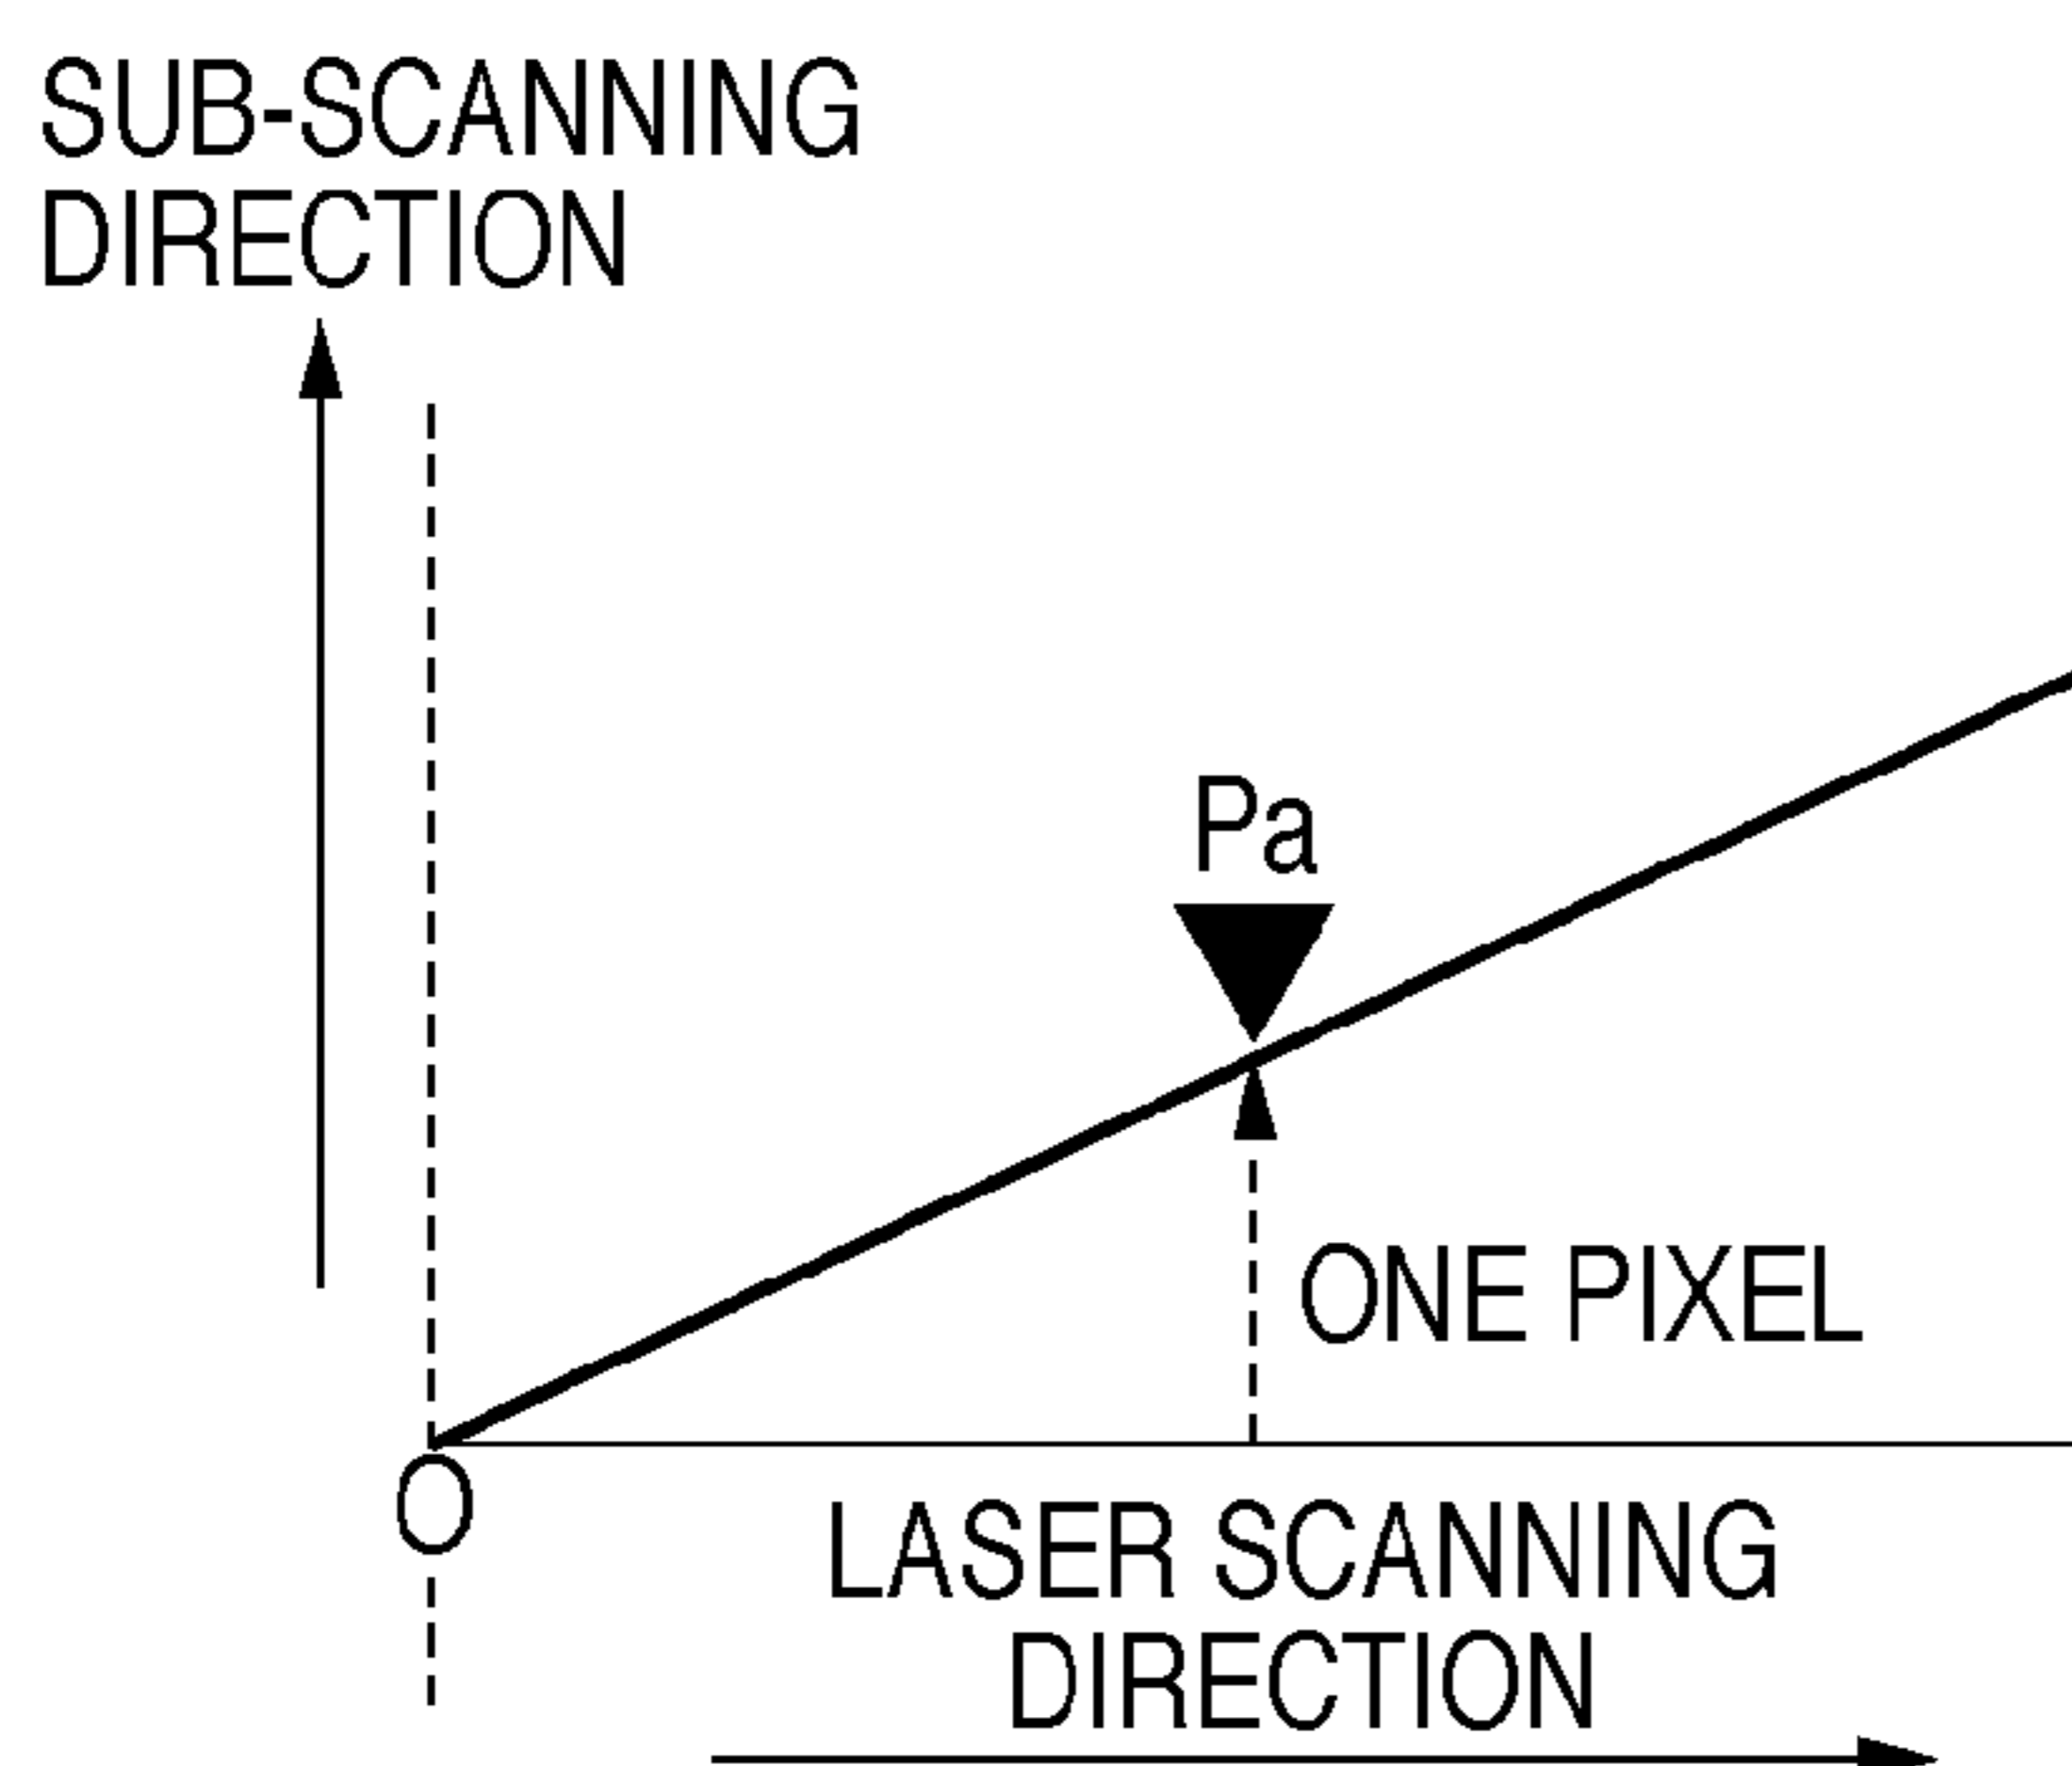 SUB-SCANNING
DIRECTION
Pa
ONE PIXEL
O
LASER SCANNING
DIRECTION